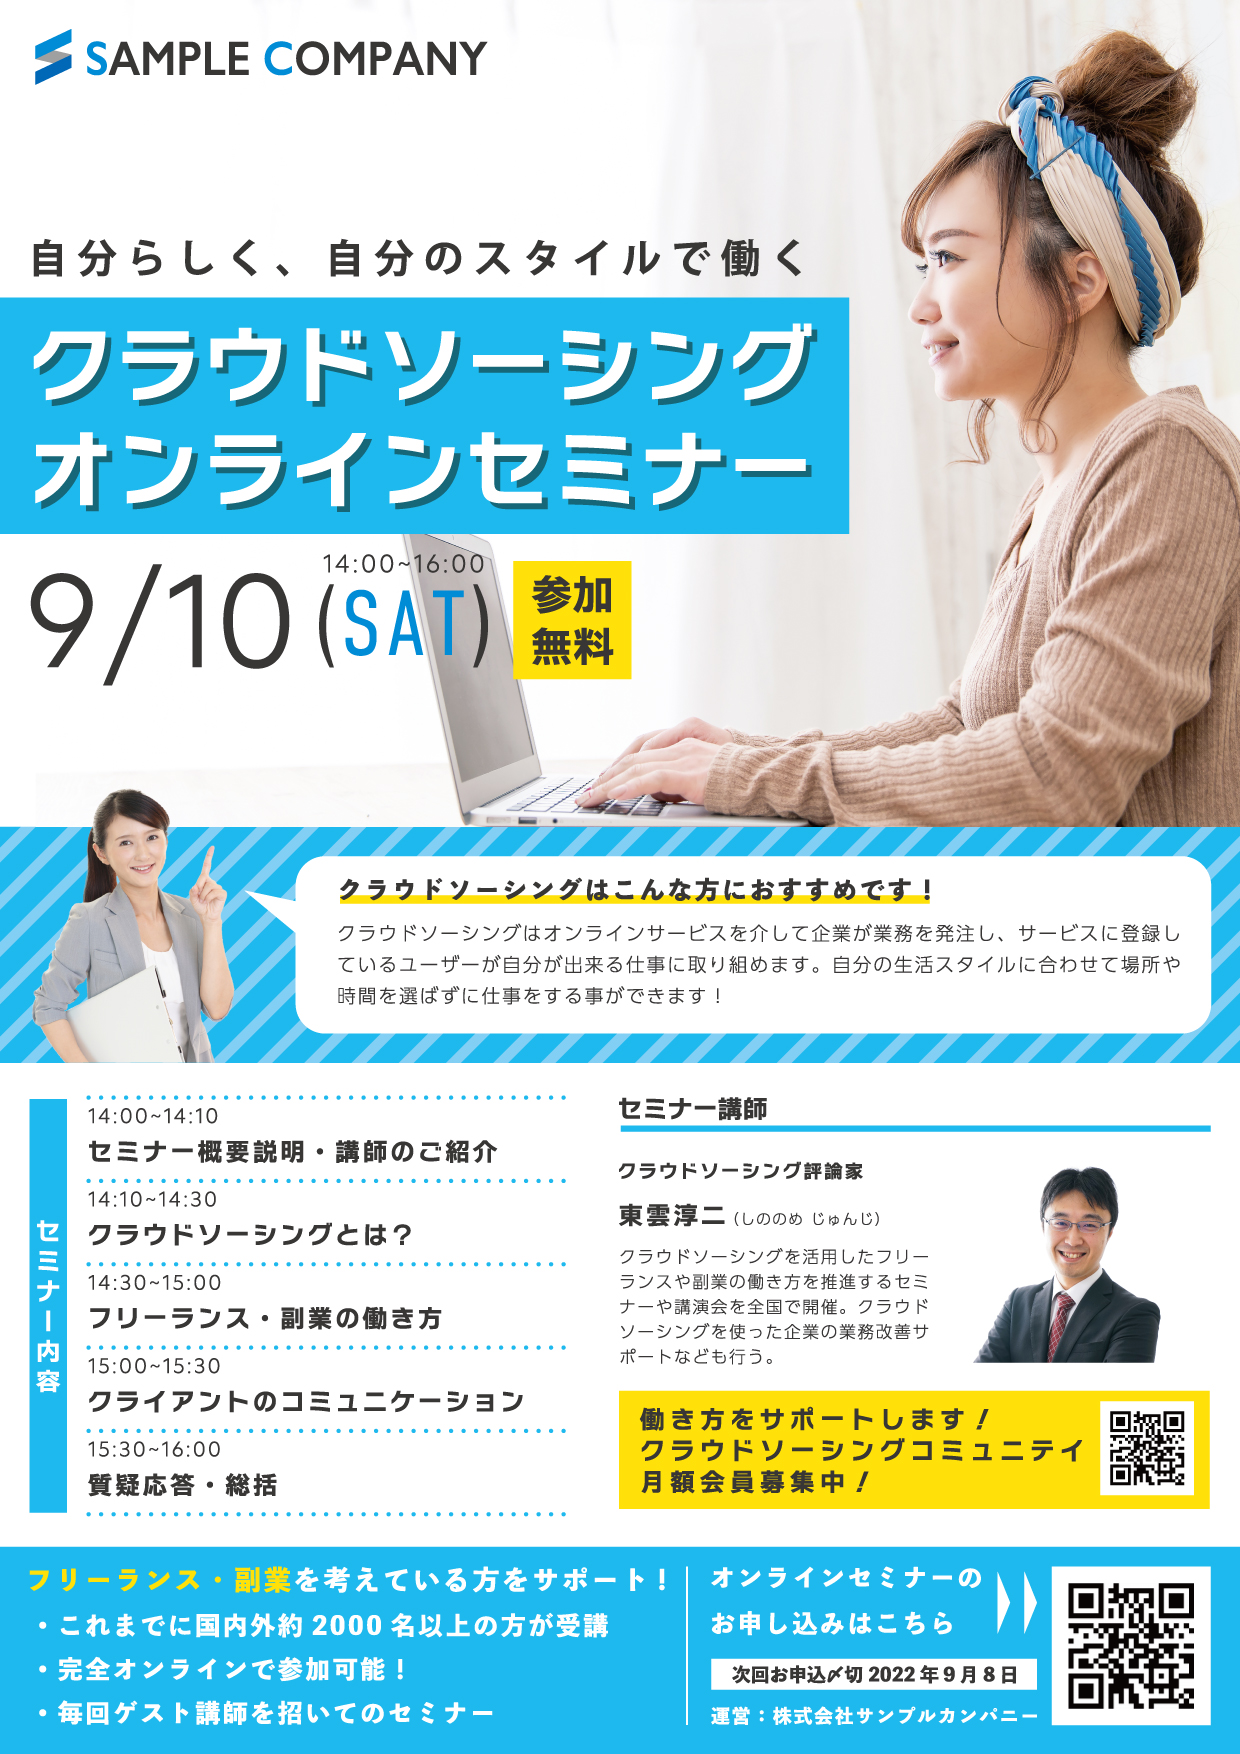 SAMPLE COMPANY
自分らしく、自分のスタイルで働く
クラウドソーシング
オンラインセミナー
9/10
14:00~16:00
(SAT)
参加
無料
クラウドソーシングはこんな方におすすめです！
クラウドソーシングはオンラインサービスを介して企業が業務を発注し、サービスに登録し
ているユーザーが自分が出来る仕事に取り組めます。自分の生活スタイルに合わせて場所や
時間を選ばずに仕事をする事ができます！
セミナー内容
14:00~14:10
セミナー概要説明・講師のご紹介
14:10~14:30
クラウドソーシングとは？
14:30~15:00
フリーランス・副業の働き方
15:00~15:30
クライアントのコミュニケーション
15:30~16:00
質疑応答・総括
セミナー講師
クラウドソーシング評論家
東雲淳二（しののめ じゅんじ）
クラウドソーシングを活用したフリー
ランスや副業の働き方を推進するセミ
ナーや講演会を全国で開催。クラウド
ソーシングを使った企業の業務改善サ
ポートなども行う。
働き方をサポートします！
クラウドソーシングコミュニテイ
月額会員募集中！
フリーランス・副業を考えている方をサポート！
・これまでに国内外約 2000 名以上の方が受講
・完全オンラインで参加可能！
・毎回ゲスト講師を招いてのセミナー
オンラインセミナーの
お申し込みはこちら
次回お申込〆切 2022 年 9 月 8 日
運営：株式会社サンプルカンパニー